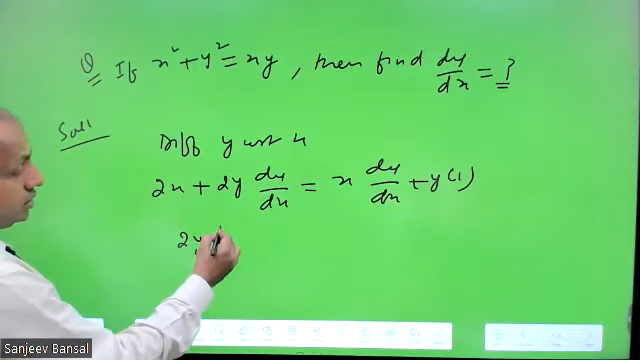 Q If x² + y² = xy, then find dy/dx = ?
Sol:
Diff y wrt x
2x + 2y dy/dx = x dy/dx + y(1)
2y
Sanjeev Bansal